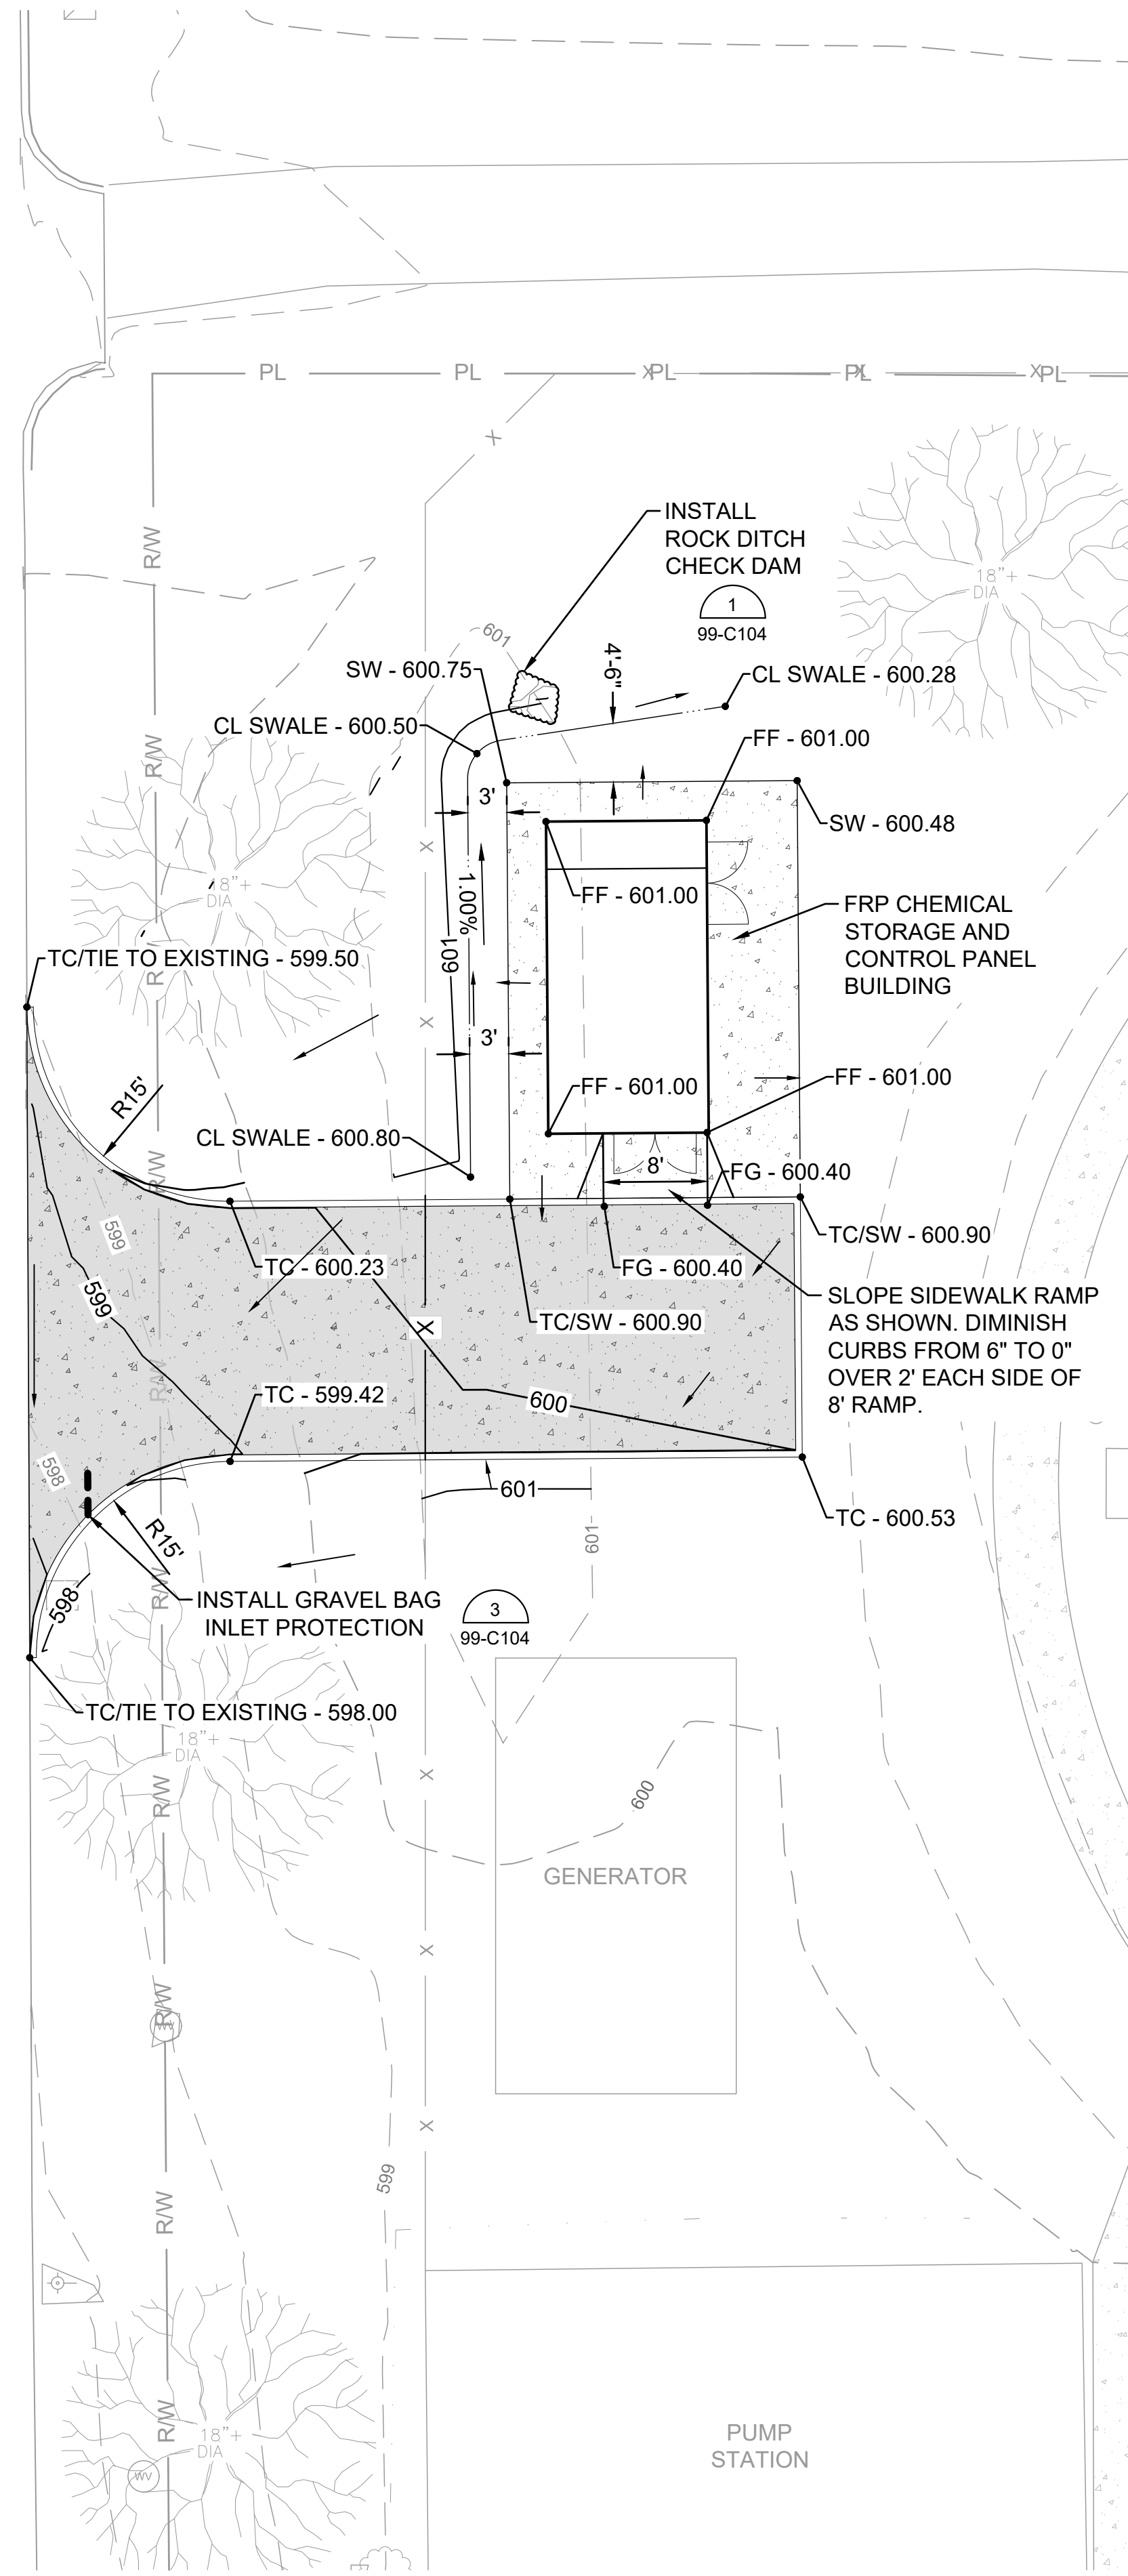 PL
PL
XPL
PL
X
XPL
X
R/W
INSTALL
ROCK DITCH
CHECK DAM
1
99-C104
18"+
DIA
601
SW - 600.75
4'-6"
CL SWALE - 600.28
CL SWALE - 600.50
FF - 601.00
R/W
3'
SW - 600.48
X
18"+
DIA
1.00%
FF - 601.00
FRP CHEMICAL
STORAGE AND
CONTROL PANEL
BUILDING
601
TC/TIE TO EXISTING - 599.50
R/W
X
3'
R15'
FF - 601.00
FF - 601.00
CL SWALE - 600.80
8'
FG - 600.40
R/W
599
TC/SW - 600.90
TC - 600.23
FG - 600.40
599
SLOPE SIDEWALK RAMP
AS SHOWN. DIMINISH
CURBS FROM 6" TO 0"
OVER 2' EACH SIDE OF
8' RAMP.
TC/SW - 600.90
X
R/W
TC - 599.42
600
598
601
TC - 600.53
R15'
601
598
R/W
INSTALL GRAVEL BAG
INLET PROTECTION
3
99-C104
TC/TIE TO EXISTING - 598.00
18"+
DIA
X
R/W
600
GENERATOR
X
R/W
WV
X
599
R/W
R/W
18"+
DIA
PUMP
STATION
WV